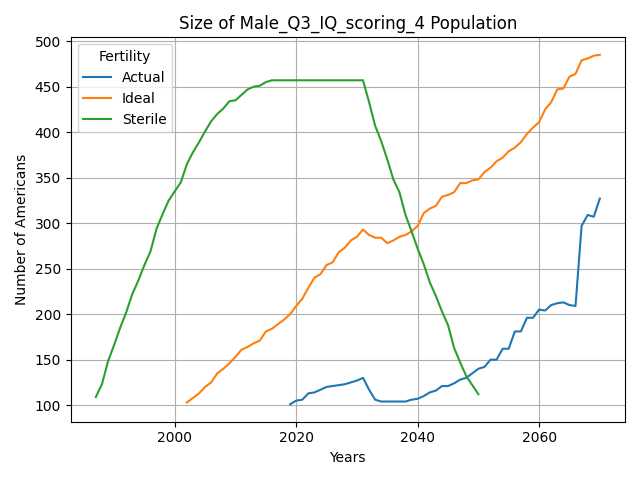 Size of Male_Q3_IQ_scoring_4 Population
Number of Americans
500
450
400
350
300
250
200
150
100
Fertility
Actual
Ideal
Sterile
2000
2020
2040
2060
Years